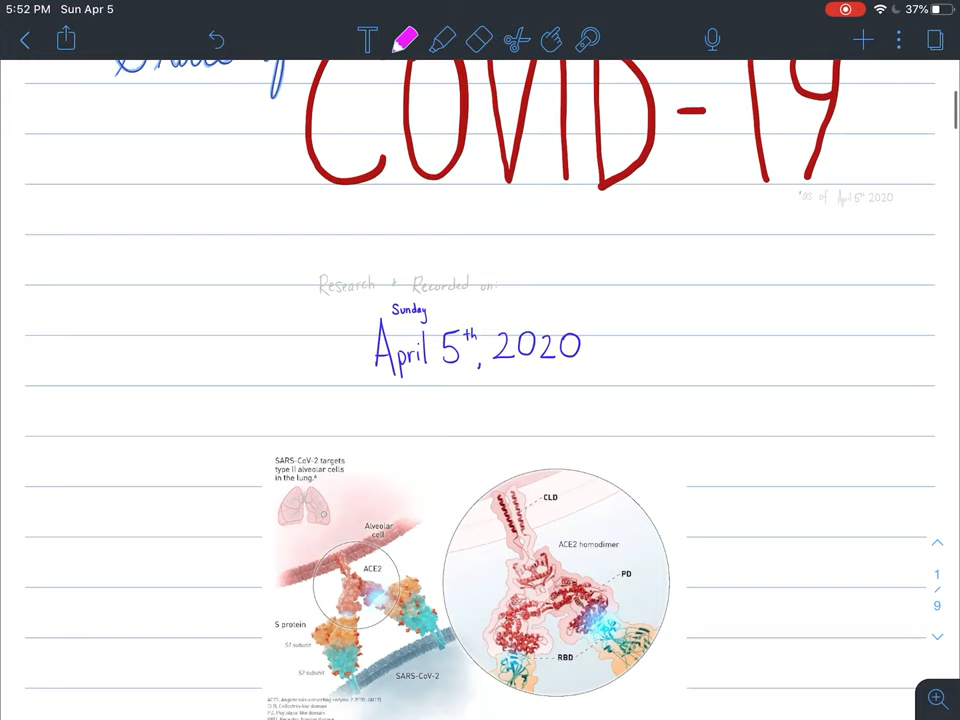 5:52 PM Sun Apr 5
37%
COVID-19
*as of April 5th 2020
Research + Recorded on:
Sunday
April 5th, 2020
SARS-CoV-2 targets
type II alveolar cells
in the lung.
Alveolar
cell
ACE2
S protein
S1 subunit
S2 subunit
SARS-CoV-2
CLD
ACE2 homodimer
PD
RBD
1
/
9